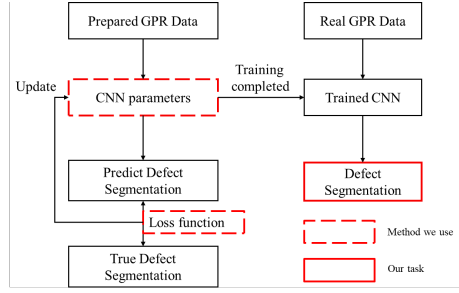 Prepared GPR Data
Real GPR Data
Update
CNN parameters
Training
completed
Trained CNN
Predict Defect
Segmentation
Defect
Segmentation
Loss function
Method we use
True Defect
Segmentation
Our task